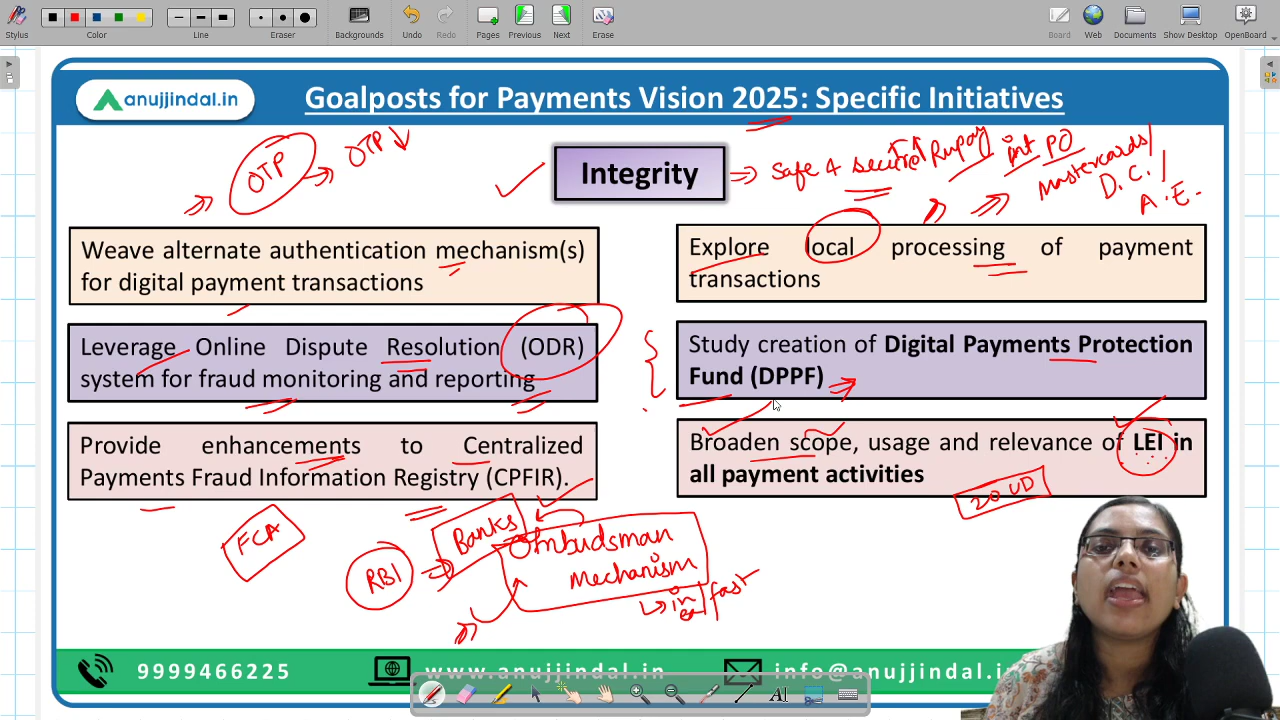 Stylus
Color
Line
Eraser
Backgrounds
Undo
Redo
Pages
Previous
Next
Erase
Board
Web
Documents
Show Desktop
OpenBoard
anujjindal.in
Goalposts for Payments Vision 2025: Specific Initiatives
OTP
OTP
Integrity
Safe & secured
Rupay
int PO
Mastercards/
D.C./
A.E.
Weave alternate authentication mechanism(s)
for digital payment transactions
Leverage Online Dispute Resolution (ODR)
system for fraud monitoring and reporting
Provide enhancements to Centralized
Payments Fraud Information Registry (CPFIR).
Explore local processing of payment
transactions
Study creation of Digital Payments Protection
Fund (DPPF)
Broaden scope, usage and relevance of LEI in
all payment activities
20 UD
FCA
RBI
Banks
Ombudsman
Mechanism
fast
9999466225
www.anujjindal.in
info@anujjindal.in